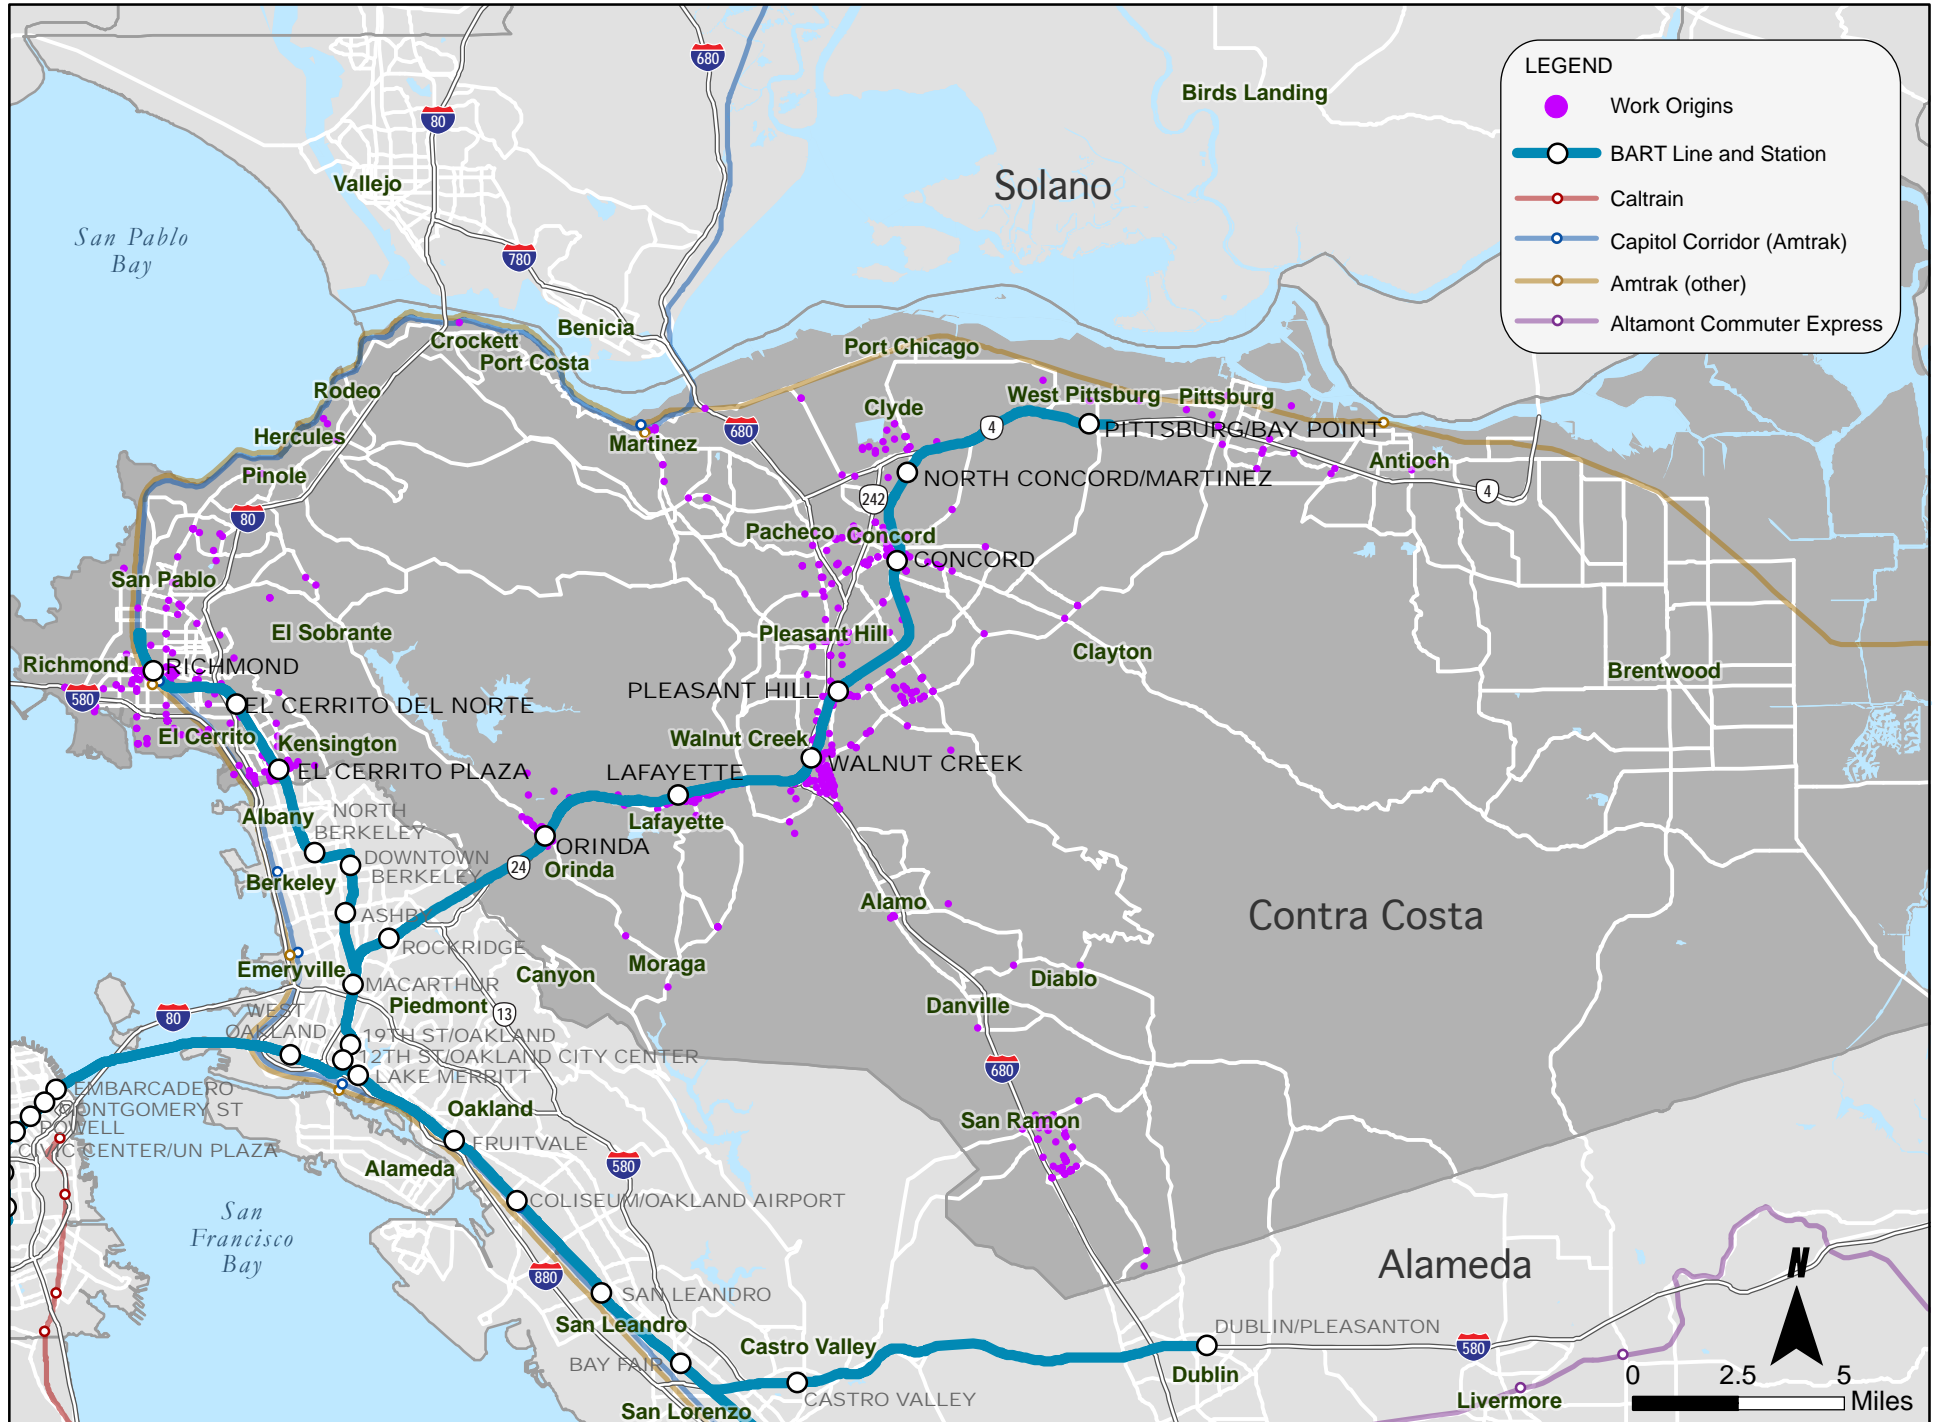 LEGEND
Work Origins
BART Line and Station
Caltrain
Capitol Corridor (Amtrak)
Amtrak (other)
Altamont Commuter Express
680
Birds Landing
80
Solano
Vallejo
San Pablo
Bay
780
Benicia
Crockett
Port Costa
Port Chicago
Rodeo
West Pittsburg
Pittsburg
Clyde
Hercules
Martinez
680
4
PITTSBURG/BAY POINT
Antioch
Pinole
NORTH CONCORD/MARTINEZ
4
242
80
Pacheco
Concord
CONCORD
San Pablo
El Sobrante
Pleasant Hill
Clayton
Richmond
RICHMOND
Brentwood
580
PLEASANT HILL
EL CERRITO DEL NORTE
El Cerrito
Kensington
Walnut Creek
WALNUT CREEK
EL CERRITO PLAZA
LAFAYETTE
Albany
NORTH
BERKELEY
Lafayette
ORINDA
DOWNTOWN
BERKELEY
24
Orinda
Berkeley
Alamo
ASHBY
Contra Costa
ROCKRIDGE
Emeryville
Canyon
Moraga
Diablo
MACARTHUR
Piedmont
Danville
80
WEST
OAKLAND
13
19TH ST/OAKLAND
12TH ST/OAKLAND CITY CENTER
LAKE MERRITT
680
EMBARCADERO
MONTGOMERY ST
POWELL
CIVIC CENTER/UN PLAZA
Oakland
San Ramon
FRUITVALE
Alameda
580
COLISEUM/OAKLAND AIRPORT
San
Francisco
Bay
Alameda
N
880
SAN LEANDRO
San Leandro
DUBLIN/PLEASANTON
580
Castro Valley
BAY FAIR
Dublin
CASTRO VALLEY
Livermore
San Lorenzo
0 2.5 5
Miles